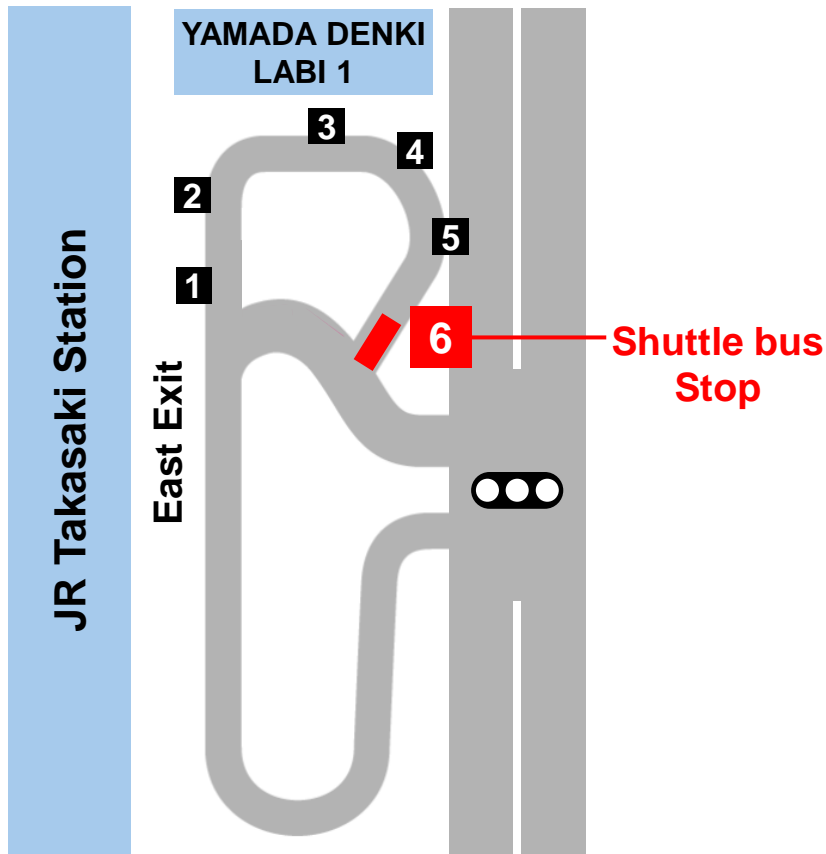 YAMADA DENKI
LABI 1
3
4
2
5
1
6
Shuttle bus
Stop
East Exit
JR Takasaki Station